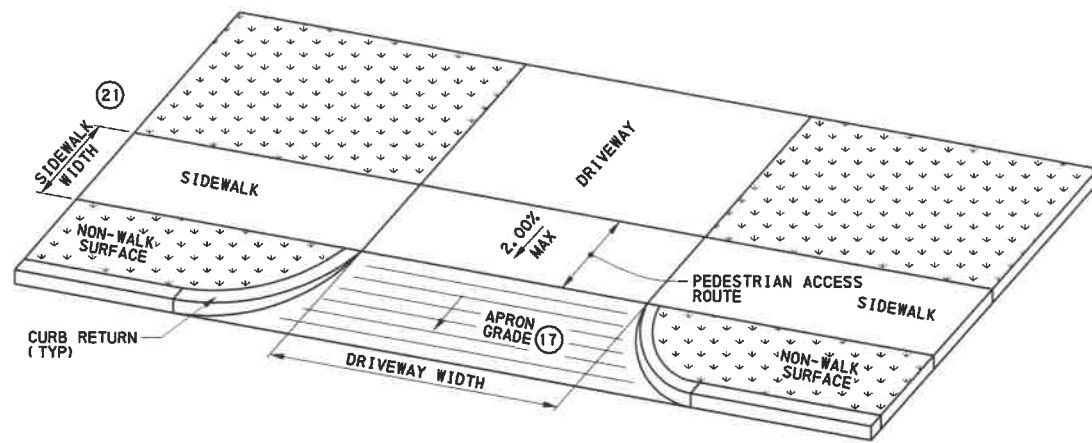 21
SIDEWALK
WIDTH
SIDEWALK
DRIVEWAY
NON-WALK
SURFACE
2.00%
MAX
PEDESTRIAN ACCESS
ROUTE
SIDEWALK
CURB RETURN
(TYP)
APRON
GRADE 17
DRIVEWAY WIDTH
NON-WALK
SURFACE